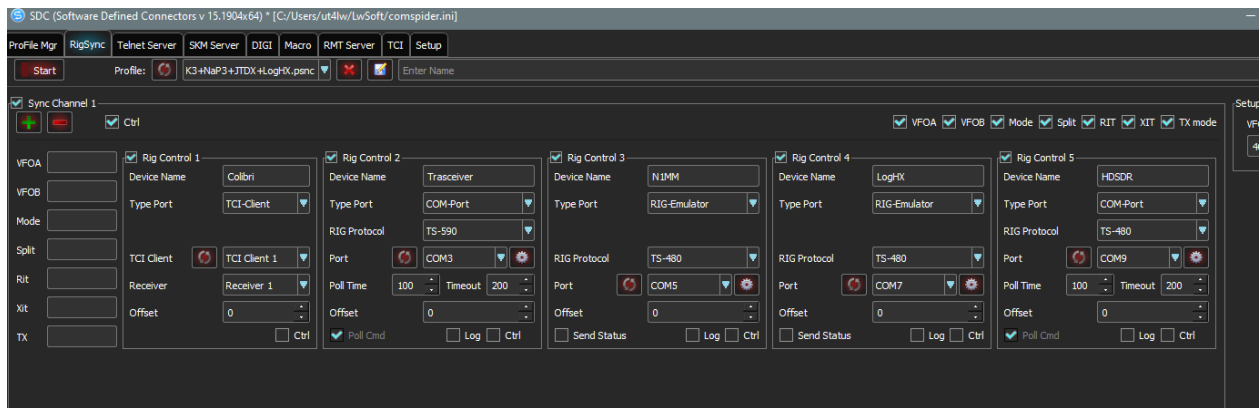 SDC (Software Defined Connectors v 15.1904x64) * [C:/Users/ut4lw/LwSoft/comspider.ini]
ProFile Mgr RigSync Telnet Server SKM Server DIGI Macro RMT Server TCI Setup
Start Profile: K3+NaP3+JTDX+LogHX.psnc Enter Name
Sync Channel 1 Setup
Ctrl VFOA VFOB Mode Split RIT XIT TX mode
VFOA
VFOB
Mode
Split
Rit
Xit
TX
Rig Control 1
Device Name Colibri
Type Port TCI-Client
TCI Client TCI Client 1
Receiver Receiver 1
Offset 0
Ctrl
Rig Control 2
Device Name Trasceiver
Type Port COM-Port
RIG Protocol TS-590
Port COM3
Poll Time 100 Timeout 200
Offset 0
Poll Cmd Log Ctrl
Rig Control 3
Device Name N1MM
Type Port RIG-Emulator
RIG Protocol TS-480
Port COM5
Offset 0
Send Status Log Ctrl
Rig Control 4
Device Name LogHX
Type Port RIG-Emulator
RIG Protocol TS-480
Port COM7
Offset 0
Send Status Log Ctrl
Rig Control 5
Device Name HDSDR
Type Port COM-Port
RIG Protocol TS-480
Port COM9
Poll Time 100 Timeout 200
Offset 0
Poll Cmd Log Ctrl